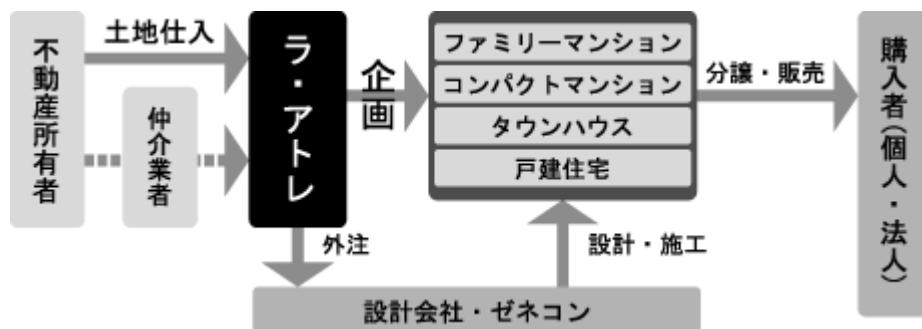 不動産所有者
土地仕入
仲介業者
ラ・アトレ
企画
ファミリーマンション
コンパクトマンション
タウンハウス
戸建住宅
分譲・販売
購入者(個人・法人)
外注
設計・施工
設計会社・ゼネコン